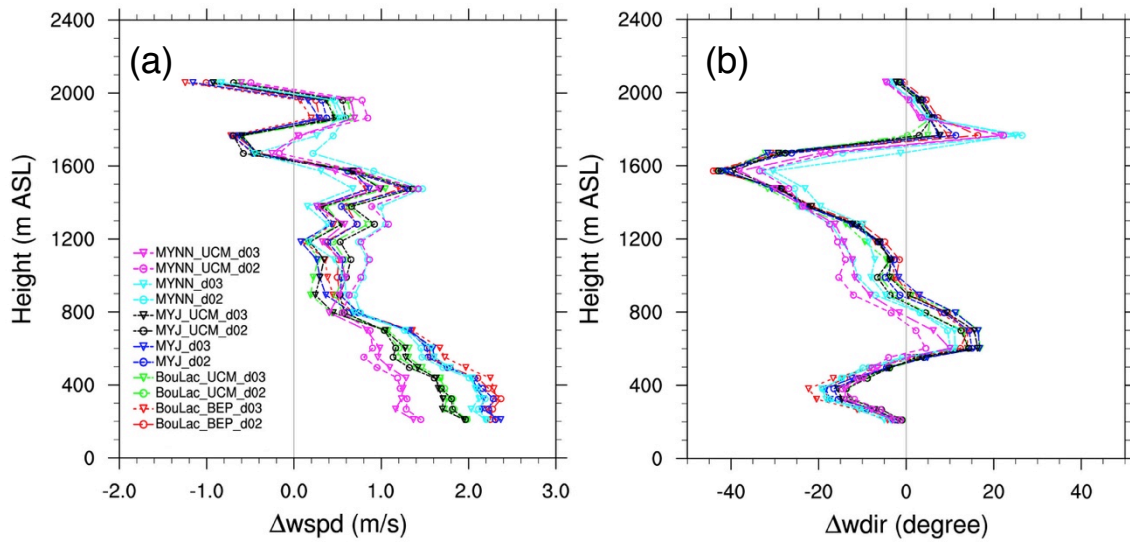 (a)
2400
2000
1600
1200
800
400
0
Height (m ASL)
MYNN_UCM_d03
MYNN_UCM_d02
MYNN_d03
MYNN_d02
MYJ_UCM_d03
MYJ_UCM_d02
MYJ_d03
MYJ_d02
BouLac_UCM_d03
BouLac_UCM_d02
BouLac_BEP_d03
BouLac_BEP_d02
-2.0 -1.0 0.0 1.0 2.0 3.0
Δwspd (m/s)
(b)
2400
2000
1600
1200
800
400
0
Height (m ASL)
-40 -20 0 20 40
Δwdir (degree)